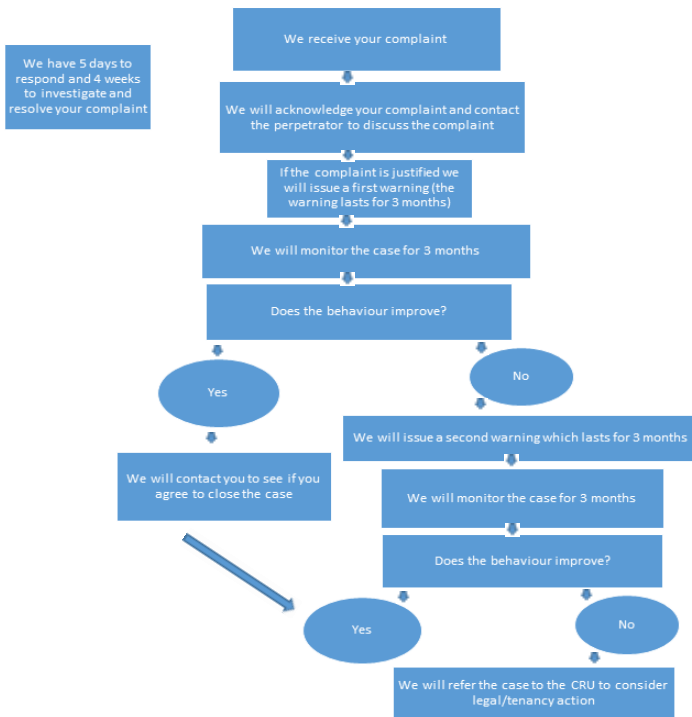 We receive your complaint
We have 5 days to
respond and 4 weeks
to investigate and
resolve your complaint
We will acknowledge your complaint and contact
the perpetrator to discuss the complaint
If the complaint is justified we
will issue a first warning (the
warning lasts for 3 months)
We will monitor the case for 3 months
Does the behaviour improve?
Yes
No
We will issue a second warning which lasts for 3 months
We will contact you to see if you
agree to close the case
We will monitor the case for 3 months
Does the behaviour improve?
Yes
No
We will refer the case to the CRU to consider
legal/tenancy action